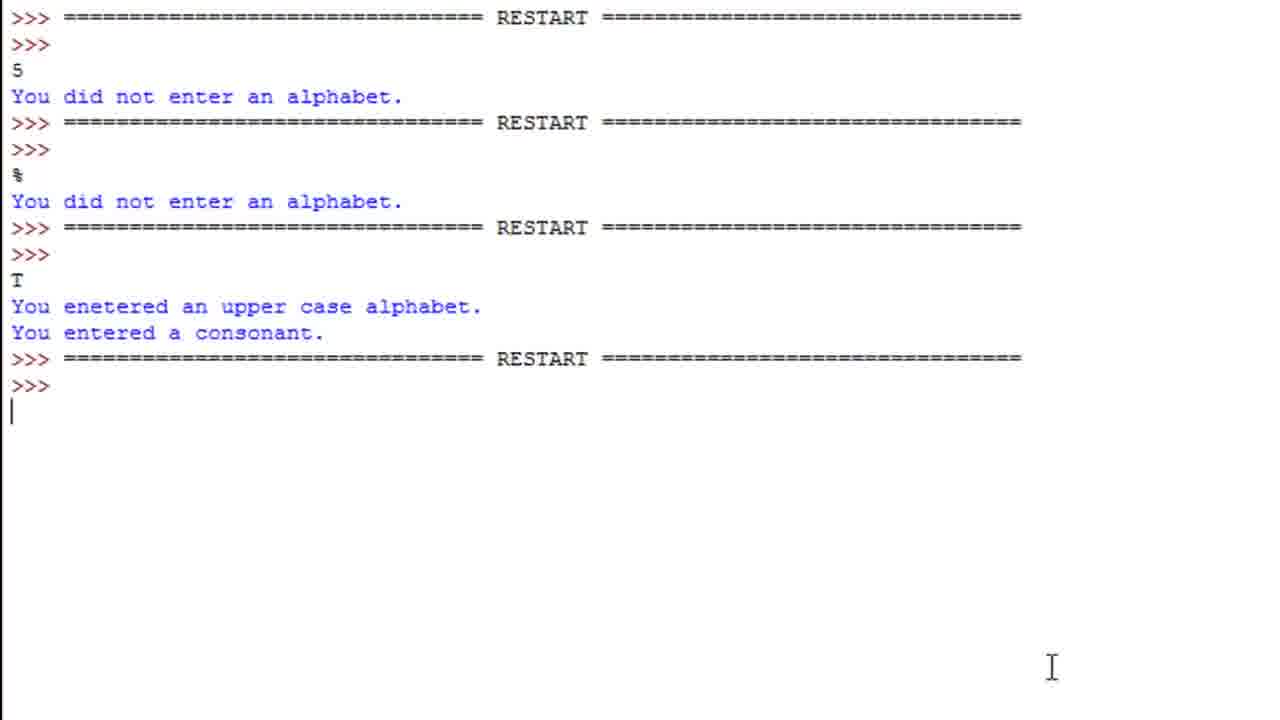 >>> ================================ RESTART ================================
>>>
5
You did not enter an alphabet.
>>> ================================ RESTART ================================
>>>
%
You did not enter an alphabet.
>>> ================================ RESTART ================================
>>>
T
You enetered an upper case alphabet.
You entered a consonant.
>>> ================================ RESTART ================================
>>>